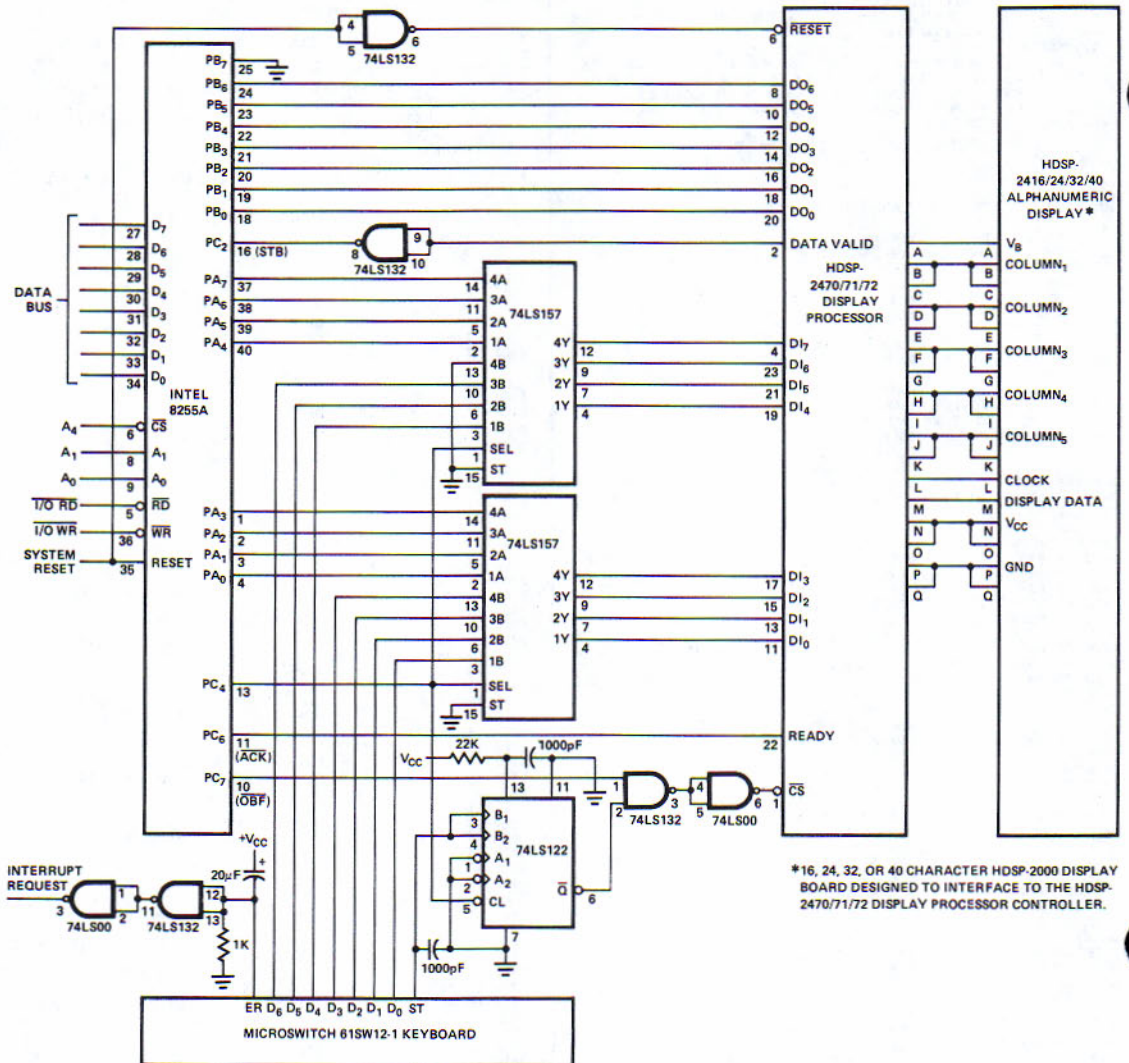 4
5
6
74LS132
6
RESET
PB7
25
PB6
24
8
DO6
PB5
23
10
DO5
PB4
22
12
DO4
PB3
21
14
DO3
PB2
20
16
DO2
PB1
19
18
DO1
PB0
18
20
DO0
PC2
16 (STB)
8
9
10
74LS132
2
DATA VALID
HDSP-
2470/71/72
DISPLAY
PROCESSOR
HDSP-
2416/24/32/40
ALPHANUMERIC
DISPLAY*
DATA
BUS
27
D7
28
D6
29
D5
30
D4
31
D3
32
D2
33
D1
34
D0
INTEL
8255A
A4
6
CS
A1
8
A1
A0
9
A0
I/O RD
5
RD
I/O WR
36
WR
SYSTEM
RESET
35
RESET
PA7
37
PA6
38
PA5
39
PA4
40
14
4A
11
3A
5
2A
2
1A
13
4B
10
3B
6
2B
3
1B
1
SEL
15
ST
74LS157
4Y
12
3Y
9
2Y
7
1Y
4
4
DI7
23
DI6
21
DI5
19
DI4
PA3
1
PA2
2
PA1
3
PA0
4
14
4A
11
3A
5
2A
2
1A
13
4B
10
3B
6
2B
3
1B
1
SEL
15
ST
74LS157
4Y
12
3Y
9
2Y
7
1Y
4
17
DI3
15
DI2
13
DI1
11
DI0
PC4
13
PC6
11
(ACK)
22
READY
PC7
10
(OBF)
VCC
22K
1000pF
13
11
B1
3
B2
4
A1
1
A2
2
CL
5
74LS122
Q
6
7
1000pF
1
2
3
74LS132
4
5
6
74LS00
1
CS
A A VB
B B COLUMN1
C C
D D COLUMN2
E E
F F COLUMN3
G G
H H COLUMN4
I I
J J COLUMN5
K K
CLOCK
L L
DISPLAY DATA
M M
N N VCC
O O
P P GND
Q Q
+VCC
+
20μF
INTERRUPT
REQUEST
3
1
2
74LS00
11
12
13
74LS132
1K
ER D6 D5 D4 D3 D2 D1 D0 ST
MICROSWITCH 61SW12-1 KEYBOARD
*16, 24, 32, OR 40 CHARACTER HDSP-2000 DISPLAY
BOARD DESIGNED TO INTERFACE TO THE HDSP-
2470/71/72 DISPLAY PROCESSOR CONTROLLER.